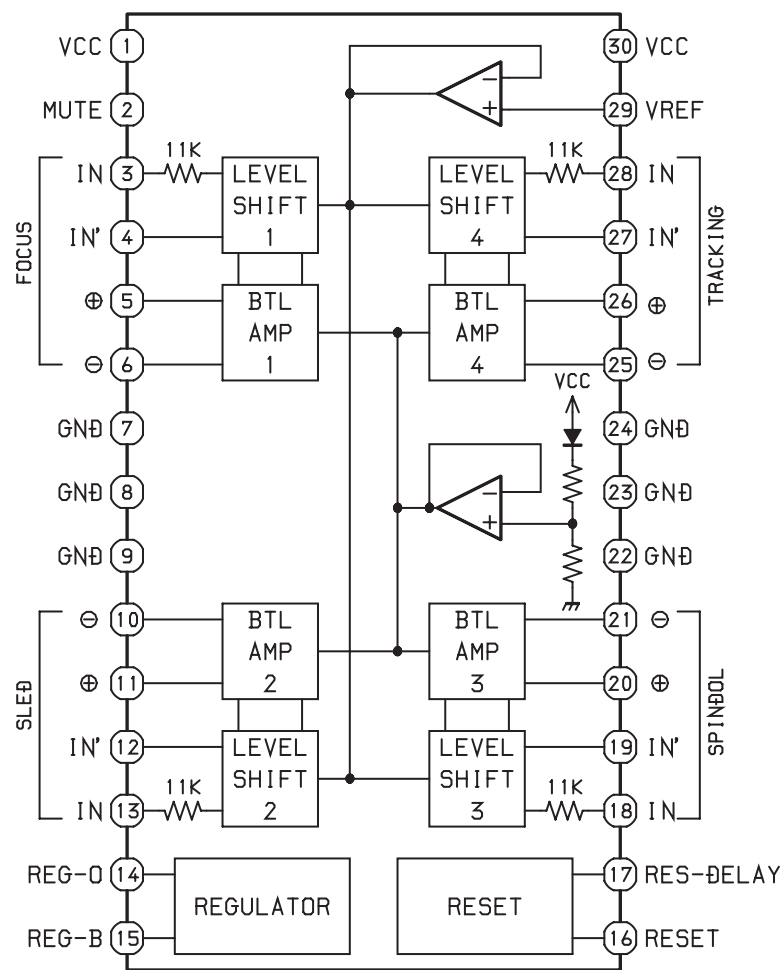 VCC 1
30 VCC
MUTE 2
29 VREF
−
+
FOCUS
IN 3
11K
LEVEL SHIFT 1
LEVEL SHIFT 4
11K
28 IN
TRACKING
IN' 4
27 IN'
⊕ 5
BTL AMP 1
BTL AMP 4
26 ⊕
⊖ 6
25 ⊖
VCC
GND 7
24 GND
GND 8
23 GND
−
+
GND 9
22 GND
SLED
⊖ 10
BTL AMP 2
BTL AMP 3
21 ⊖
SPINDOL
⊕ 11
20 ⊕
IN' 12
LEVEL SHIFT 2
LEVEL SHIFT 3
19 IN'
IN 13
11K
11K
18 IN
REG-O 14
REGULATOR
RESET
17 RES-DELAY
REG-B 15
16 RESET